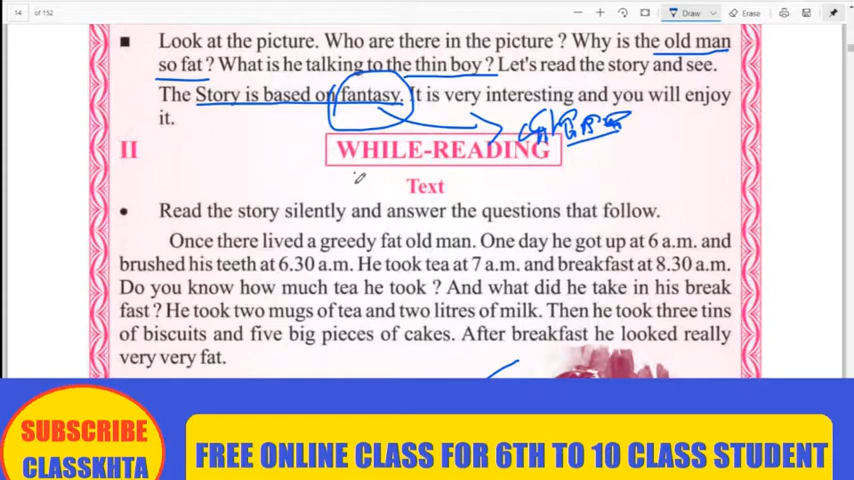 14 of 152
Draw
Erase
■ Look at the picture. Who are there in the picture ? Why is the old man
so fat ? What is he talking to the thin boy ? Let's read the story and see.
The Story is based on fantasy. It is very interesting and you will enjoy
it.
II WHILE-READING
Text
• Read the story silently and answer the questions that follow.
Once there lived a greedy fat old man. One day he got up at 6 a.m. and
brushed his teeth at 6.30 a.m. He took tea at 7 a.m. and breakfast at 8.30 a.m.
Do you know how much tea he took ? And what did he take in his break
fast ? He took two mugs of tea and two litres of milk. Then he took three tins
of biscuits and five big pieces of cakes. After breakfast he looked really
very very fat.
SUBSCRIBE
CLASSKHTA
FREE ONLINE CLASS FOR 6TH TO 10 CLASS STUDENT